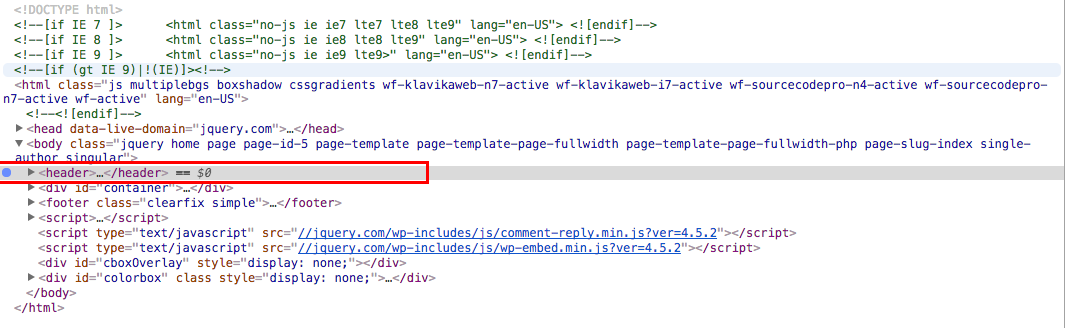 <!DOCTYPE html>
<!--[if IE 7 ]>      <html class="no-js ie ie7 lte7 lte8 lte9" lang="en-US"> <![endif]-->
<!--[if IE 8 ]>      <html class="no-js ie ie8 lte8 lte9" lang="en-US"> <![endif]-->
<!--[if IE 9 ]>      <html class="no-js ie ie9 lte9>" lang="en-US"> <![endif]-->
<!--[if (gt IE 9)|!(IE)]><!-->
<html class="js multiplebgs boxshadow cssgradients wf-klavikaweb-n7-active wf-klavikaweb-i7-active wf-sourcecodepro-n4-active wf-sourcecodepro-
n7-active wf-active" lang="en-US">
<!--<![endif]-->
▶<head data-live-domain="jquery.com">…</head>
▼<body class="jquery home page page-id-5 page-template page-template-page-fullwidth page-template-page-fullwidth-php page-slug-index single-
author singular">
▶<header>…</header> == $0
▶<div id="container">…</div>
▶<footer class="clearfix simple">…</footer>
▶<script>…</script>
<script type="text/javascript" src="//jquery.com/wp-includes/js/comment-reply.min.js?ver=4.5.2"></script>
<script type="text/javascript" src="//jquery.com/wp-includes/js/wp-embed.min.js?ver=4.5.2"></script>
<div id="cboxOverlay" style="display: none;"></div>
▶<div id="colorbox" class style="display: none;">…</div>
</body>
</html>